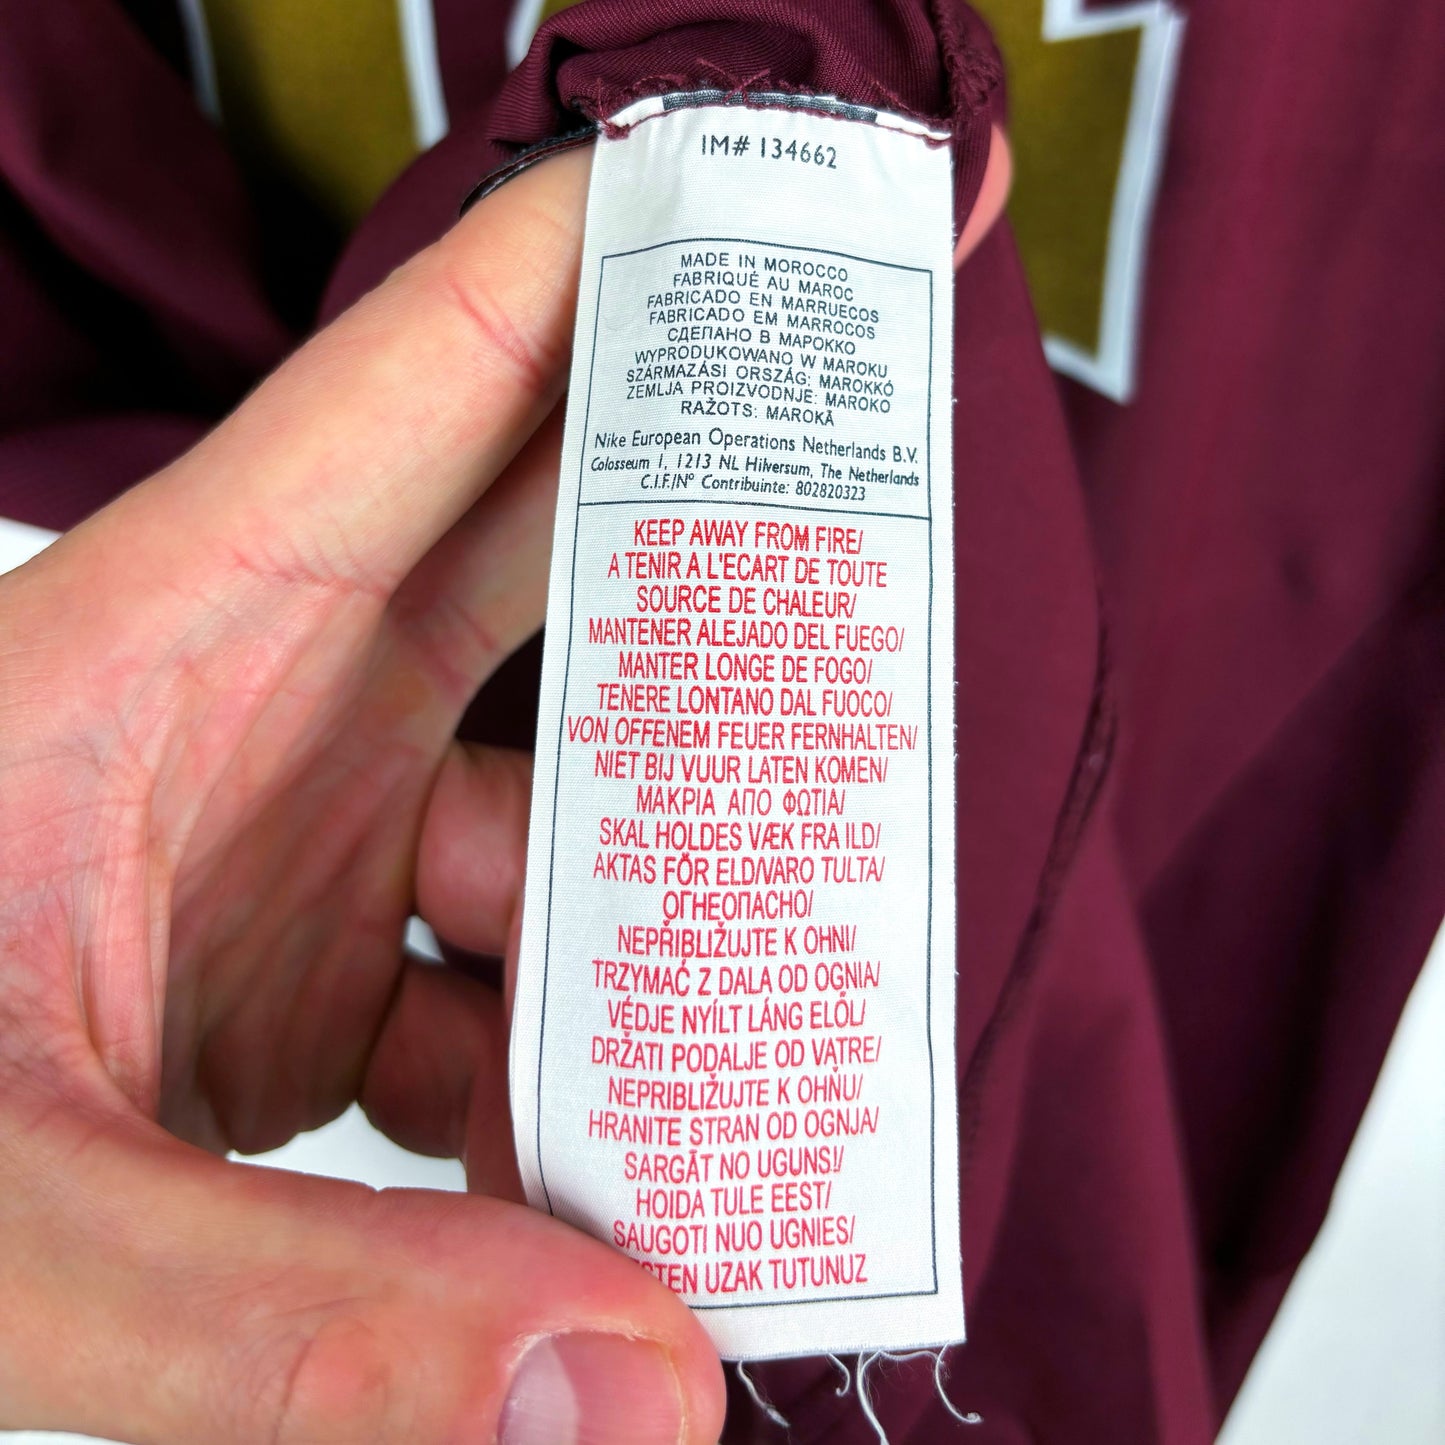 IM# 134662
MADE IN MOROCCO
FABRIQUÉ AU MAROC
FABRICADO EN MARRUECOS
FABRICADO EM MARROCOS
СДЕЛАНО В МАРОККО
WYPRODUKOWANO W MAROKU
SZÁRMAZÁSI ORSZÁG: MAROKKÓ
ZEMLJA PROIZVODNJE: MAROKO
RAŽOTS: MAROKĀ
Nike European Operations Netherlands B.V.
Colosseum 1, 1213 NL Hilversum, The Netherlands
C.I.F./Nº Contribuinte: 802820323
KEEP AWAY FROM FIRE/
A TENIR A L'ECART DE TOUTE
SOURCE DE CHALEUR/
MANTENER ALEJADO DEL FUEGO/
MANTER LONGE DE FOGO/
TENERE LONTANO DAL FUOCO/
VON OFFENEM FEUER FERNHALTEN/
NIET BIJ VUUR LATEN KOMEN/
ΜΑΚΡΙΑ ΑΠΟ ΦΩΤΙΑ/
SKAL HOLDES VÆK FRA ILD/
AKTAS FÖR ELD/VARO TULTA/
ОГНЕОПАСНО/
NEPŘIBLIŽUJTE K OHNI/
TRZYMAĆ Z DALA OD OGNIA/
VÉDJE NYÍLT LÁNG ELŐL/
DRŽATI PODALJE OD VATRE/
NEPRIBLIŽUJTE K OHŇU/
HRANITE STRAN OD OGNJA/
SARGĀT NO UGUNS!/
HOIDA TULE EEST/
SAUGOTI NUO UGNIES/
UZAK TUTUNUZ